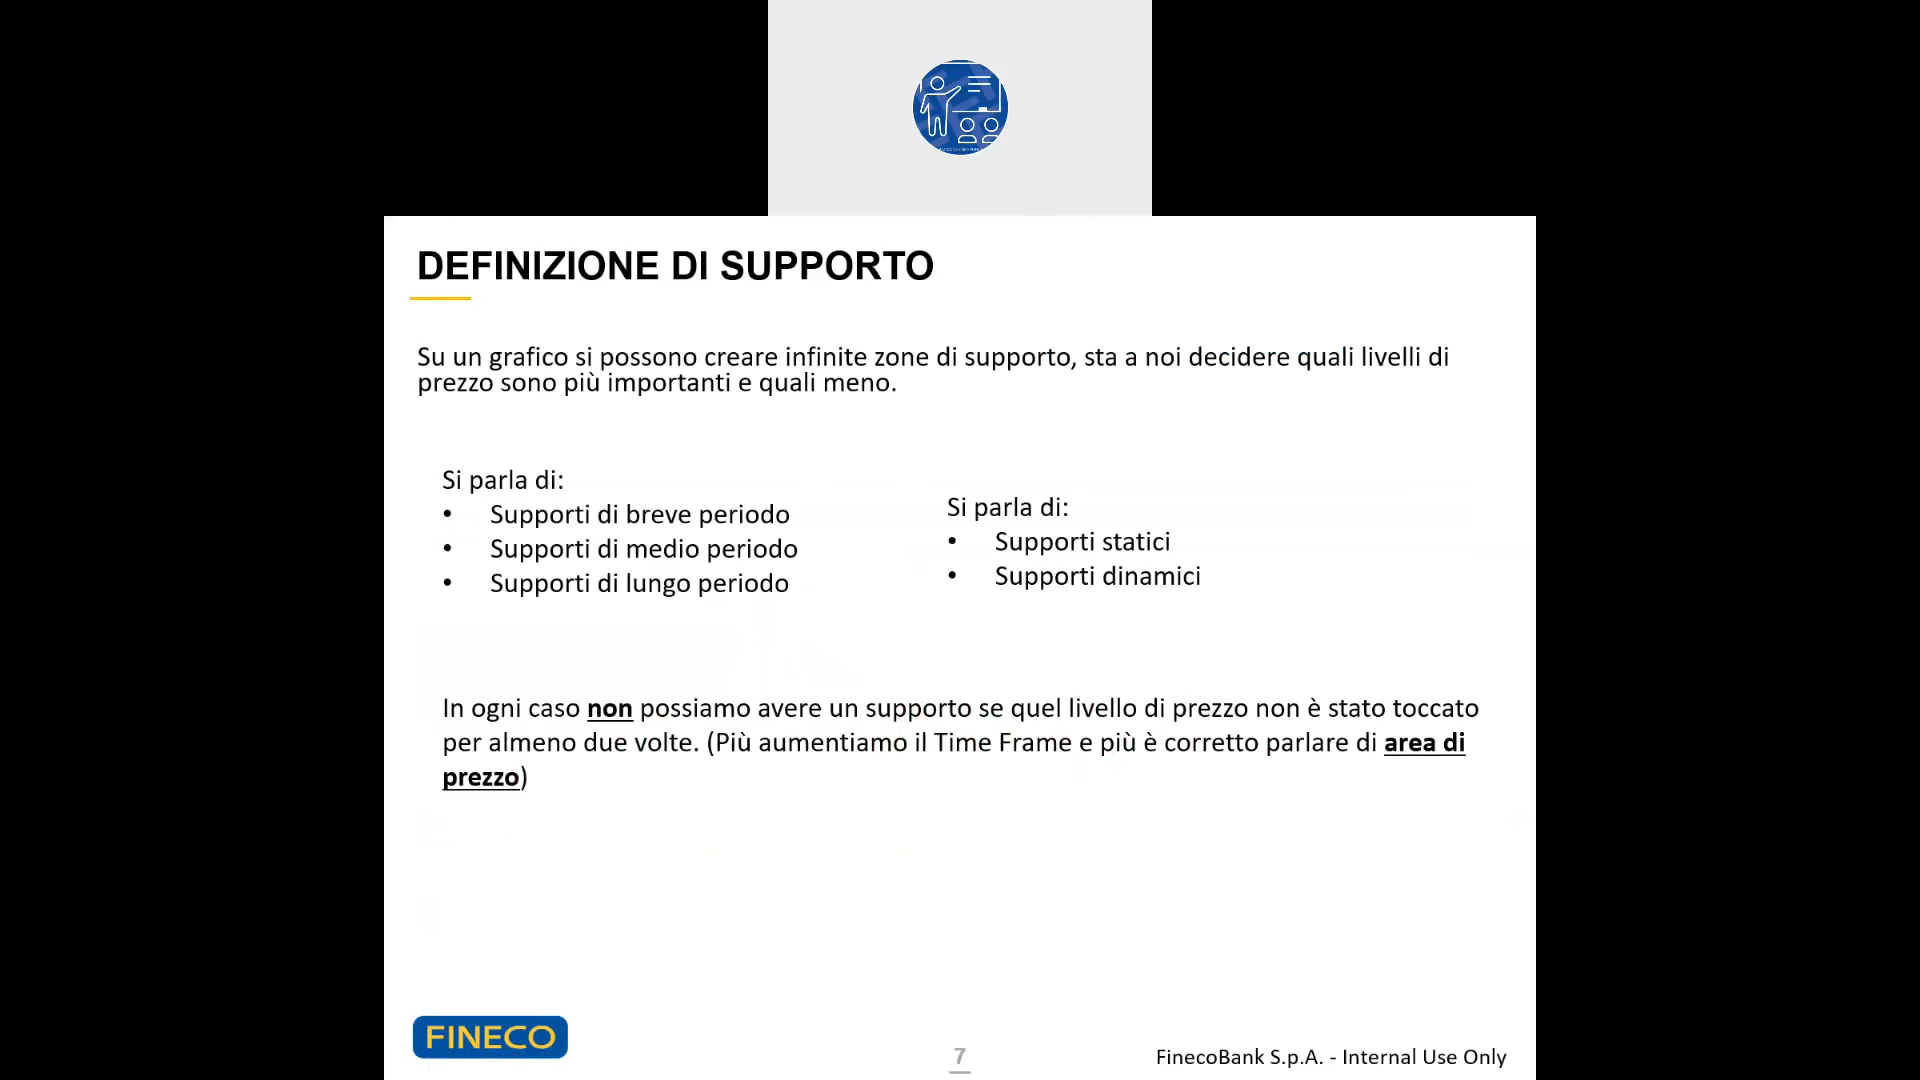 DEFINIZIONE DI SUPPORTO
Su un grafico si possono creare infinite zone di supporto, sta a noi decidere quali livelli di
prezzo sono più importanti e quali meno.
Si parla di:
• Supporti di breve periodo
• Supporti di medio periodo
• Supporti di lungo periodo
Si parla di:
• Supporti statici
• Supporti dinamici
In ogni caso non possiamo avere un supporto se quel livello di prezzo non è stato toccato
per almeno due volte. (Più aumentiamo il Time Frame e più è corretto parlare di area di
prezzo)
FINECO
7
FinecoBank S.p.A. - Internal Use Only